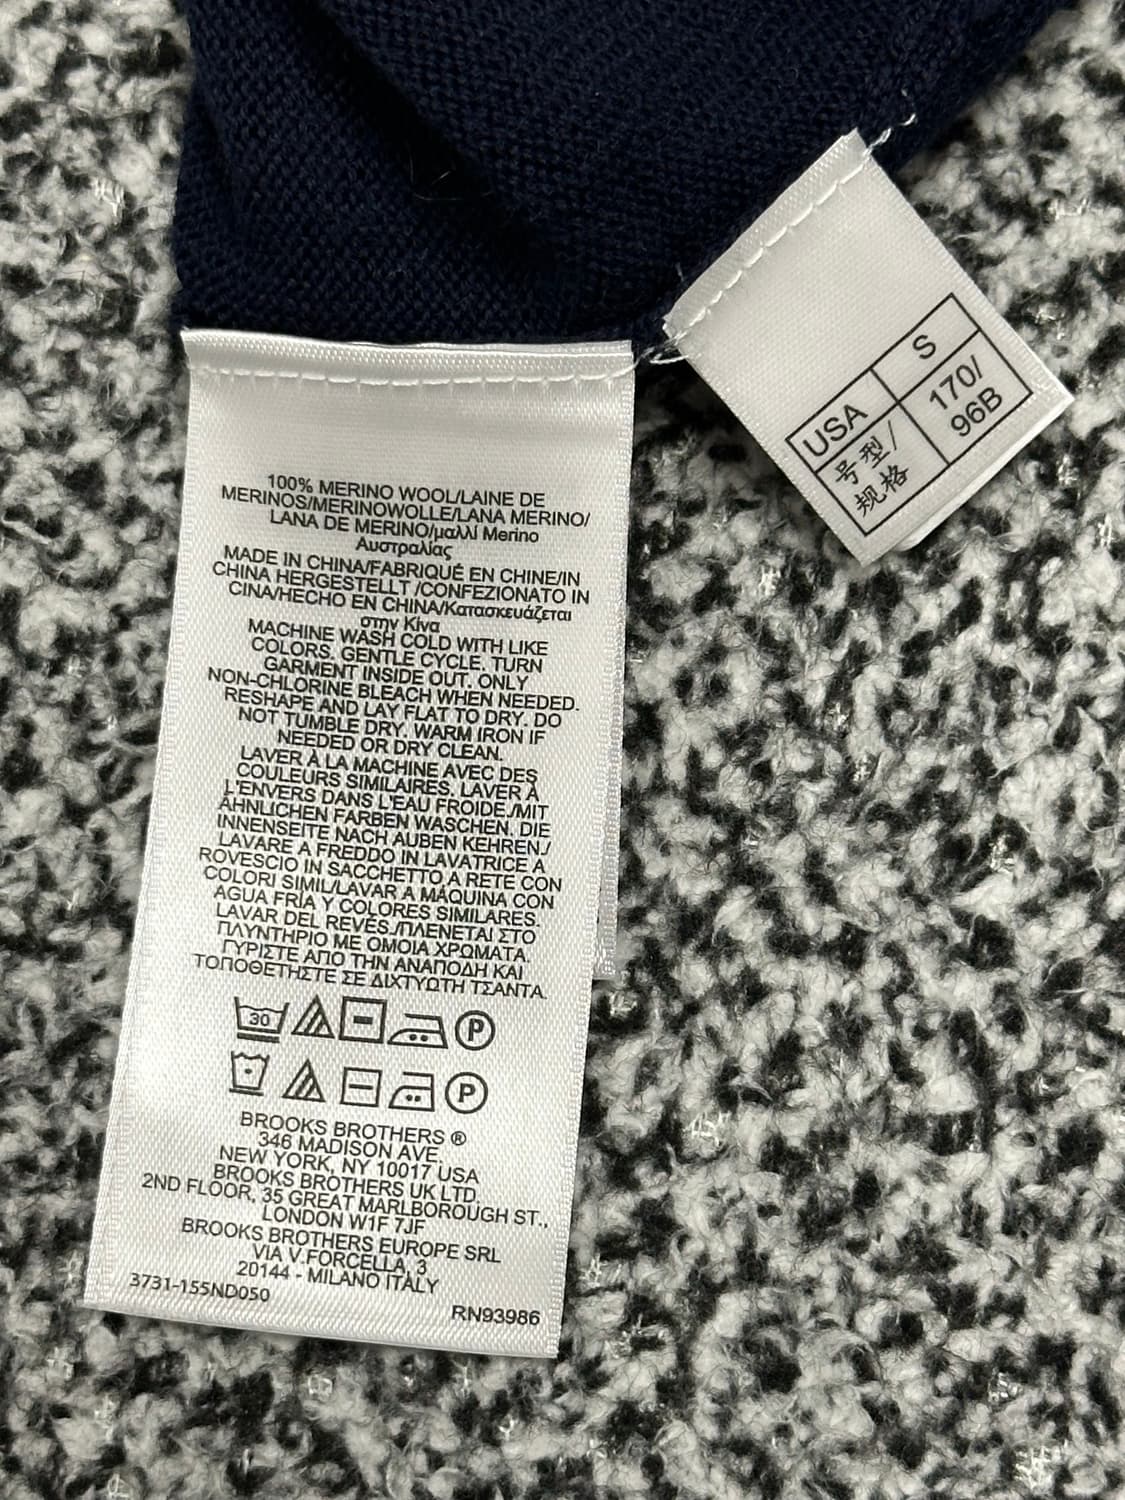 100% MERINO WOOL/LAINE DE
MERINOS/MERINOWOLLE/LANA MERINO/
LANA DE MERINO/μαλλί Merino
Αυστραλίας
MADE IN CHINA/FABRIQUÉ EN CHINE/IN
CHINA HERGESTELLT /CONFEZIONATO IN
CINA/HECHO EN CHINA/Κατασκευάζεται
στην Κίνα
MACHINE WASH COLD WITH LIKE
COLORS. GENTLE CYCLE. TURN
GARMENT INSIDE OUT. ONLY
NON-CHLORINE BLEACH WHEN NEEDED.
RESHAPE AND LAY FLAT TO DRY. DO
NOT TUMBLE DRY. WARM IRON IF
NEEDED OR DRY CLEAN.
LAVER À LA MACHINE AVEC DES
COULEURS SIMILAIRES. LAVER À
L'ENVERS DANS L'EAU FROIDE./MIT
ÄHNLICHEN FARBEN WASCHEN. DIE
INNENSEITE NACH AUBEN KEHREN./
LAVARE A FREDDO IN LAVATRICE A
ROVESCIO IN SACCHETTO A RETE CON
COLORI SIMIL/LAVAR A MÁQUINA CON
AGUA FRÍA Y COLORES SIMILARES.
LAVAR DEL REVÉS./ΠΛΕΝΕΤΑΙ ΣΤΟ
ΠΛΥΝΤΗΡΙΟ ΜΕ ΟΜΟΙΑ ΧΡΩΜΑΤΑ.
ΓΥΡΙΣΤΕ ΑΠΟ ΤΗΝ ΑΝΑΠΟΔΗ ΚΑΙ
ΤΟΠΟΘΕΤΗΣΤΕ ΣΕ ΔΙΧΤΥΩΤΗ ΤΣΑΝΤΑ.
30 P
P
BROOKS BROTHERS ®
346 MADISON AVE.
NEW YORK, NY 10017 USA
BROOKS BROTHERS UK LTD.
2ND FLOOR, 35 GREAT MARLBOROUGH ST.,
LONDON W1F 7JF
BROOKS BROTHERS EUROPE SRL
VIA V.FORCELLA, 3
20144 - MILANO ITALY
3731-155ND050
RN93986
USA S
号型/ 170/
规格 96B